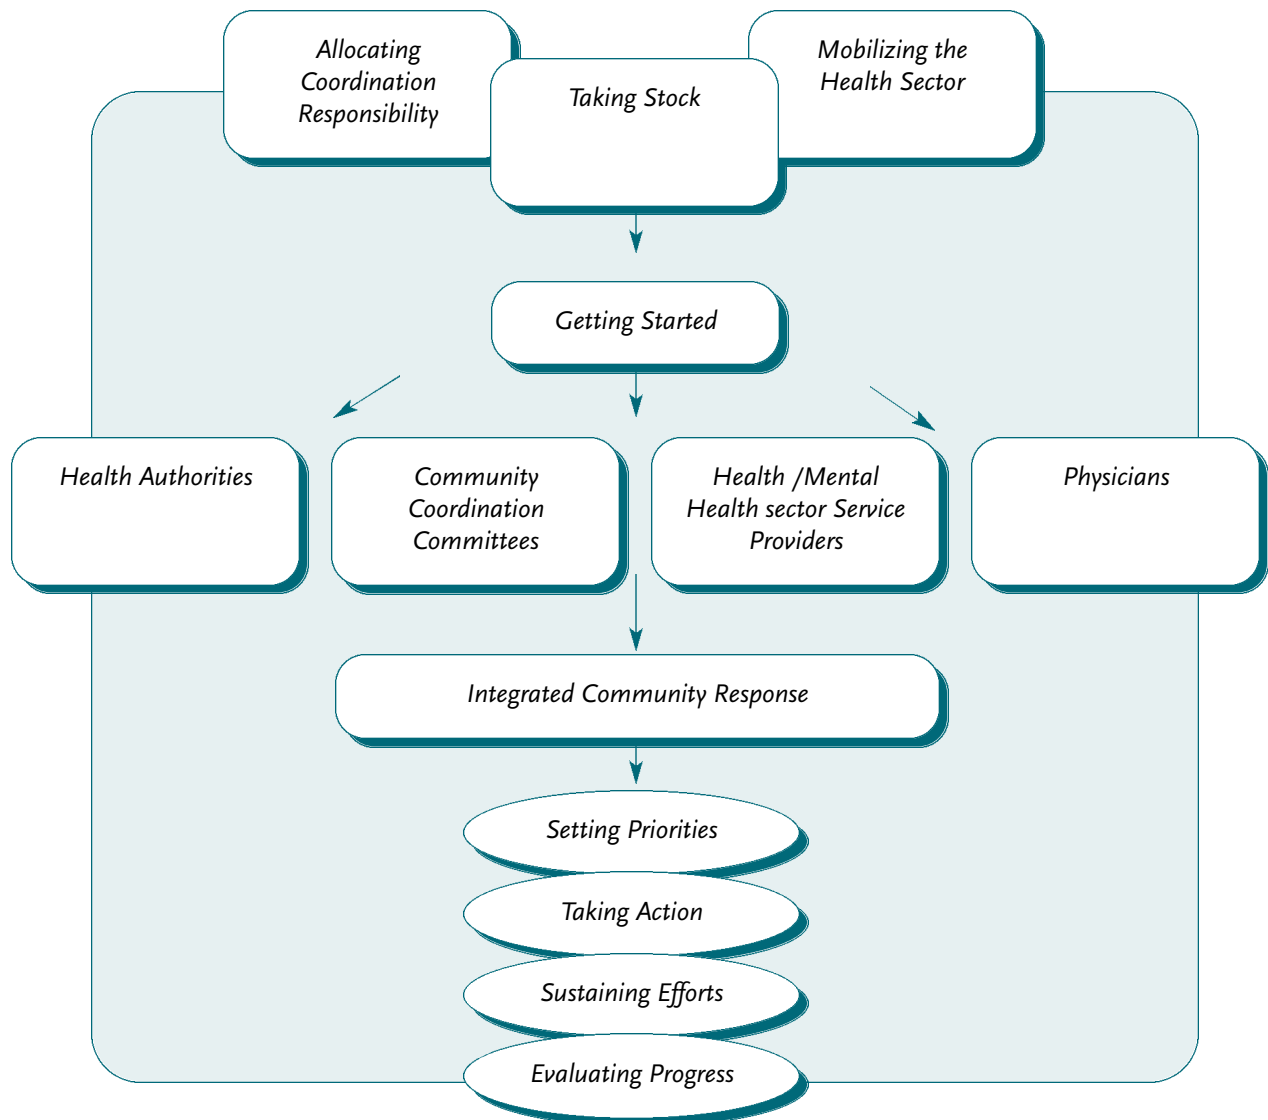 Allocating
Coordination
Responsibility
Taking Stock
Mobilizing the
Health Sector
Getting Started
Health Authorities
Community
Coordination
Committees
Health /Mental
Health sector Service
Providers
Physicians
Integrated Community Response
Setting Priorities
Taking Action
Sustaining Efforts
Evaluating Progress